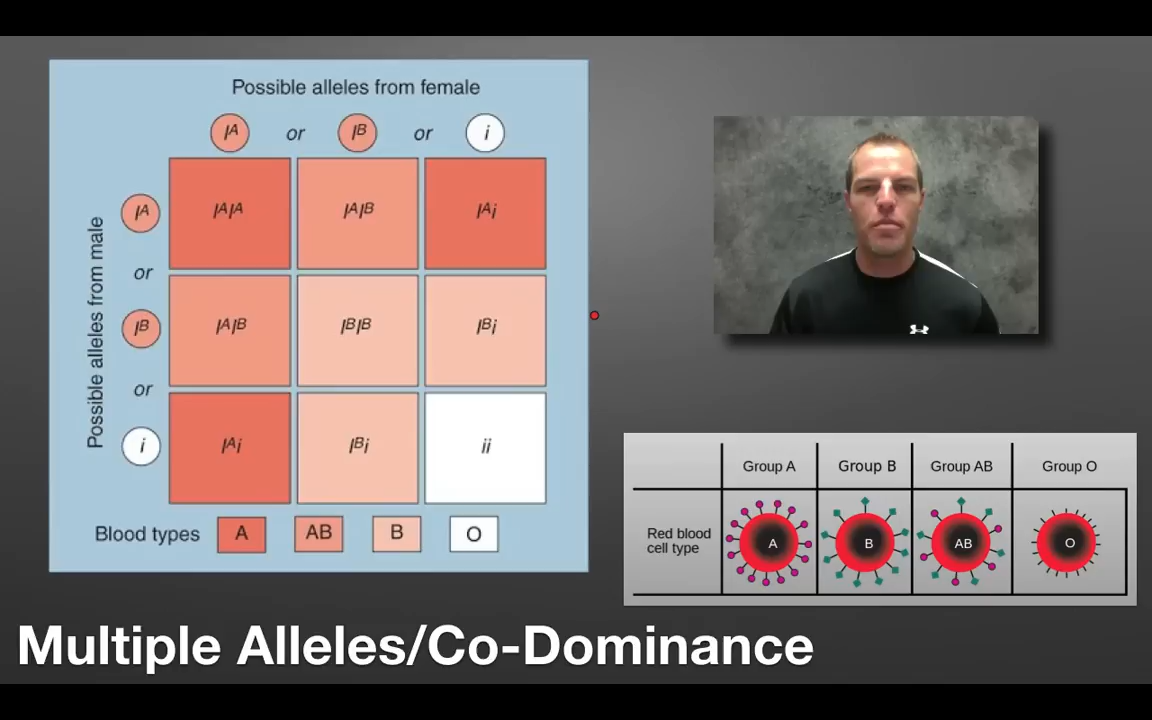 Possible alleles from female
Iᴬ or Iᴮ or i
Possible alleles from male
Iᴬ
or
Iᴮ
or
i
IᴬIᴬ IᴬIᴮ Iᴬi
IᴬIᴮ IᴮIᴮ Iᴮi
Iᴬi Iᴮi ii
Blood types A AB B O
Group A Group B Group AB Group O
Red blood
cell type
A B AB O
Multiple Alleles/Co-Dominance